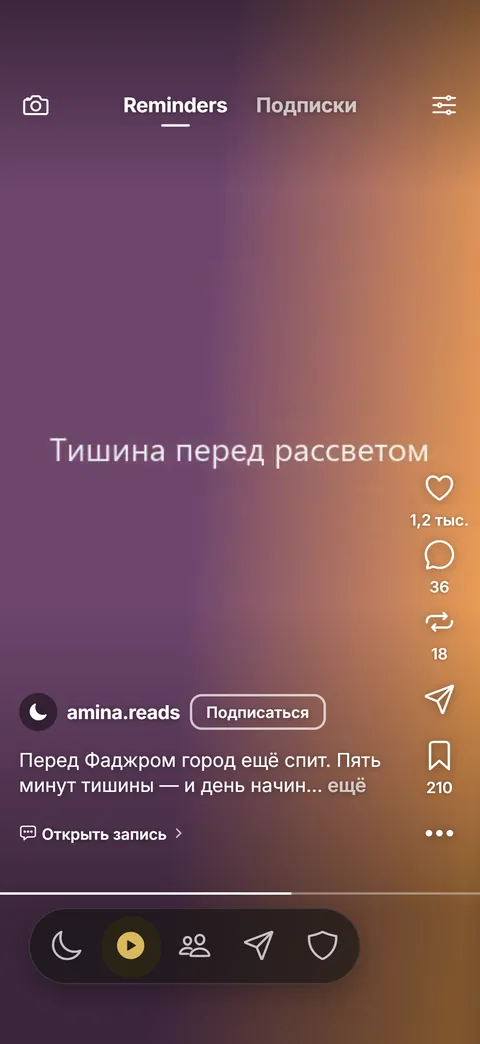 Reminders Подписки
Тишина перед рассветом
1,2 тыс.
36
18
amina.reads Подписаться
Перед Фаджром город ещё спит. Пять
минут тишины — и день начин... ещё
210
Открыть запись